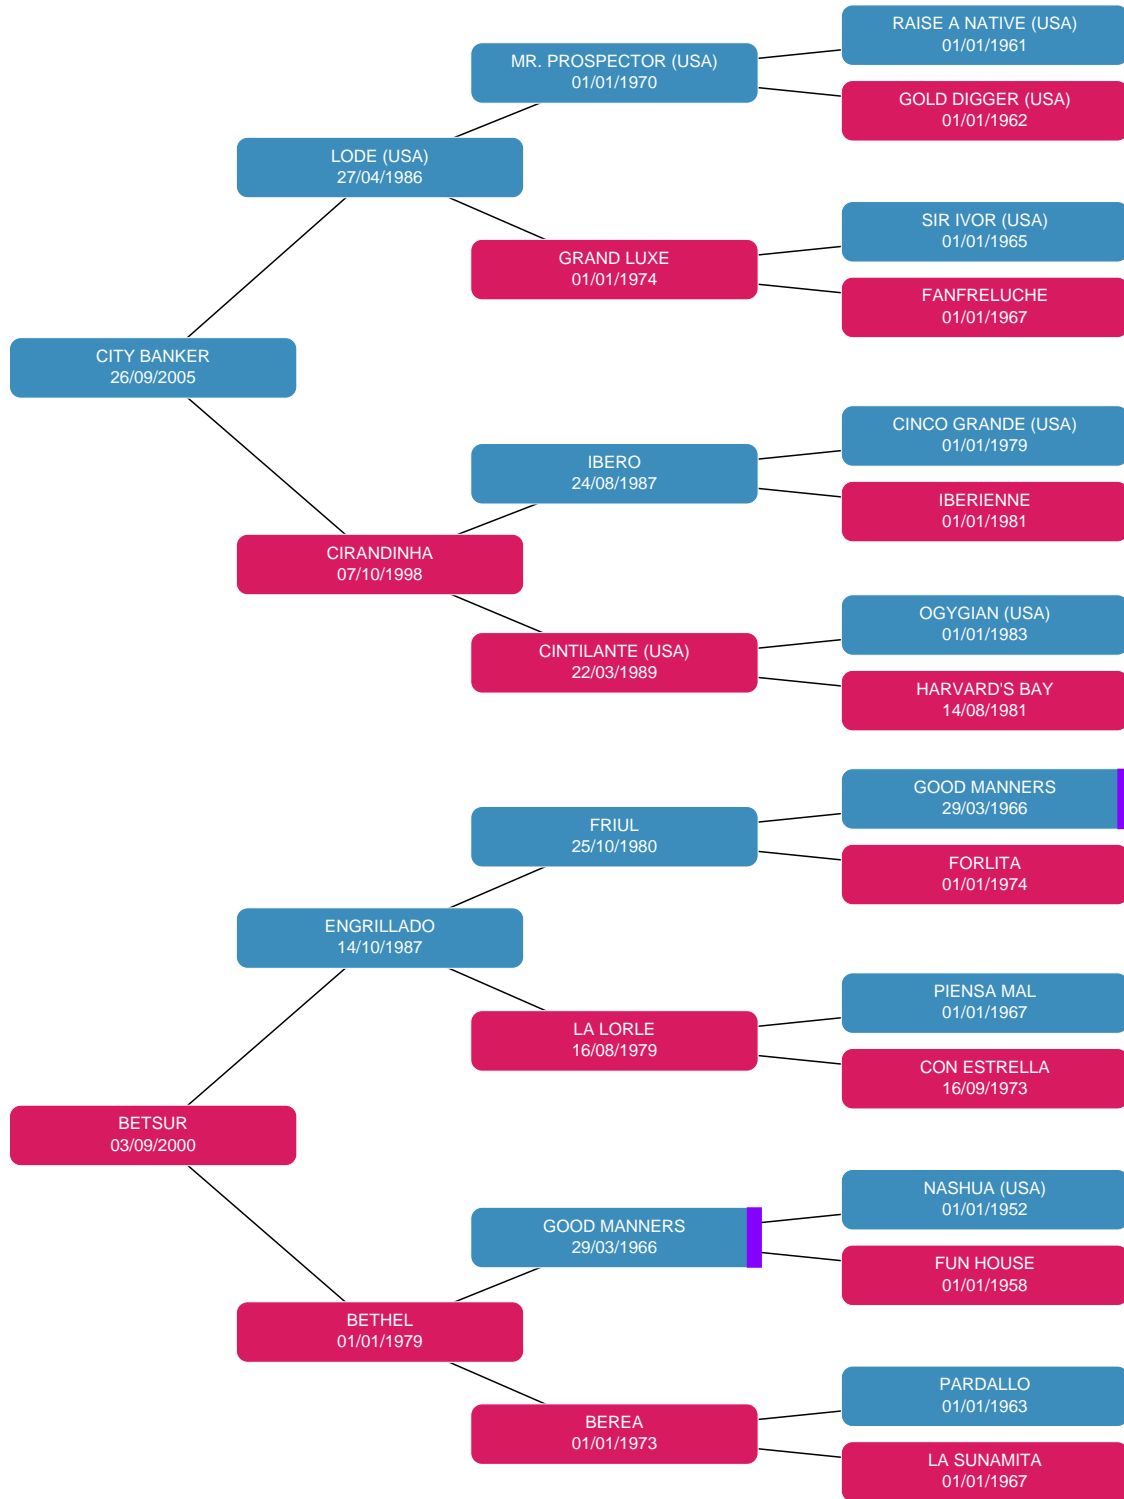 RAISE A NATIVE (USA)
01/01/1961
MR. PROSPECTOR (USA)
01/01/1970
GOLD DIGGER (USA)
01/01/1962
LODE (USA)
27/04/1986
SIR IVOR (USA)
01/01/1965
GRAND LUXE
01/01/1974
FANFRELUCHE
01/01/1967
CITY BANKER
26/09/2005
CINCO GRANDE (USA)
01/01/1979
IBERO
24/08/1987
IBERIENNE
01/01/1981
CIRANDINHA
07/10/1998
OGYGIAN (USA)
01/01/1983
CINTILANTE (USA)
22/03/1989
HARVARD'S BAY
14/08/1981
GOOD MANNERS
29/03/1966
FRIUL
25/10/1980
FORLITA
01/01/1974
ENGRILLADO
14/10/1987
PIENSA MAL
01/01/1967
LA LORLE
16/08/1979
CON ESTRELLA
16/09/1973
BETSUR
03/09/2000
NASHUA (USA)
01/01/1952
GOOD MANNERS
29/03/1966
FUN HOUSE
01/01/1958
BETHEL
01/01/1979
PARDALLO
01/01/1963
BEREA
01/01/1973
LA SUNAMITA
01/01/1967